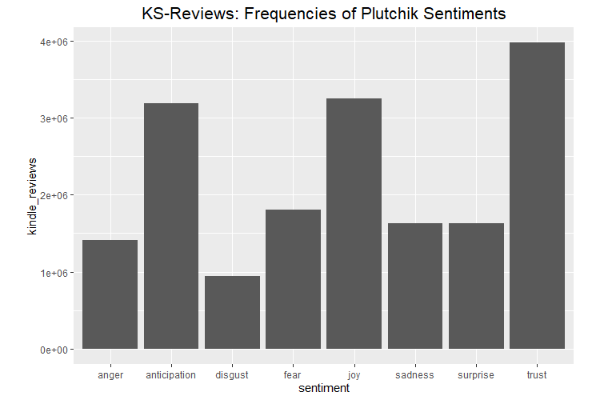 KS-Reviews: Frequencies of Plutchik Sentiments
kindle_reviews
4e+06
3e+06
2e+06
1e+06
0e+00
anger anticipation disgust fear joy sadness surprise trust
sentiment